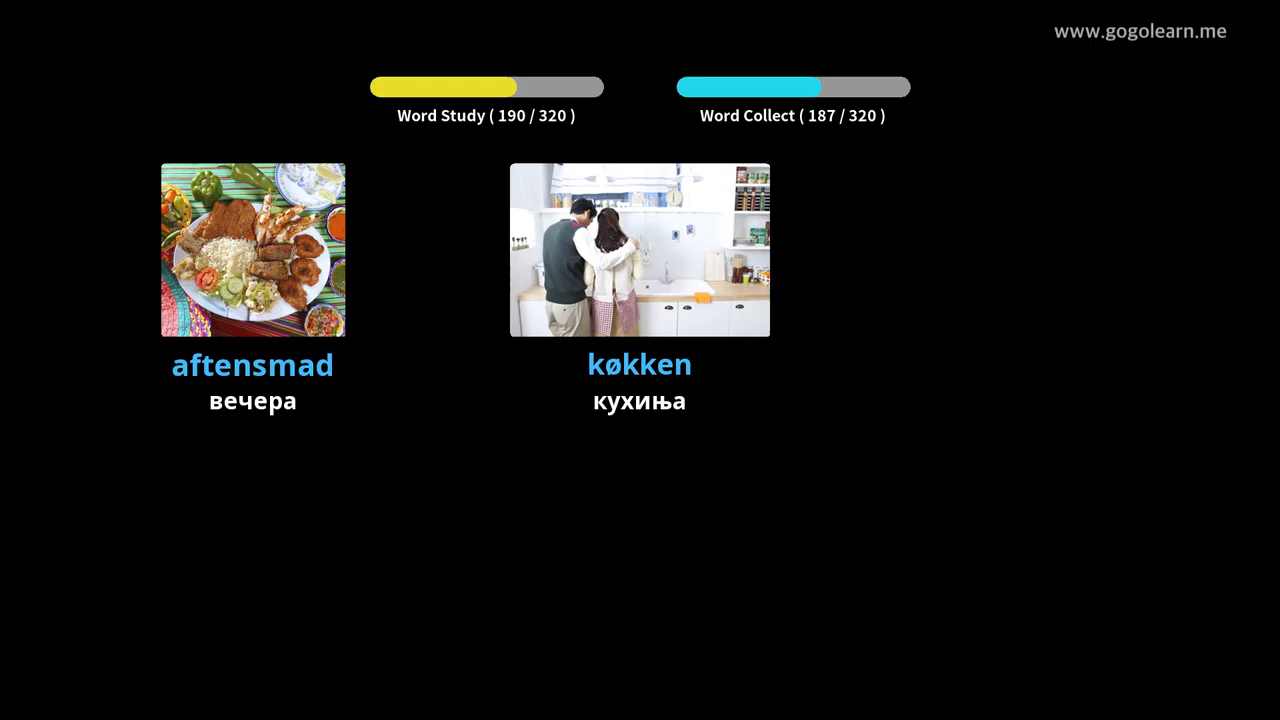 www.gogolearn.me
Word Study ( 190 / 320 )
Word Collect ( 187 / 320 )
aftensmad
вечера
køkken
кухиња